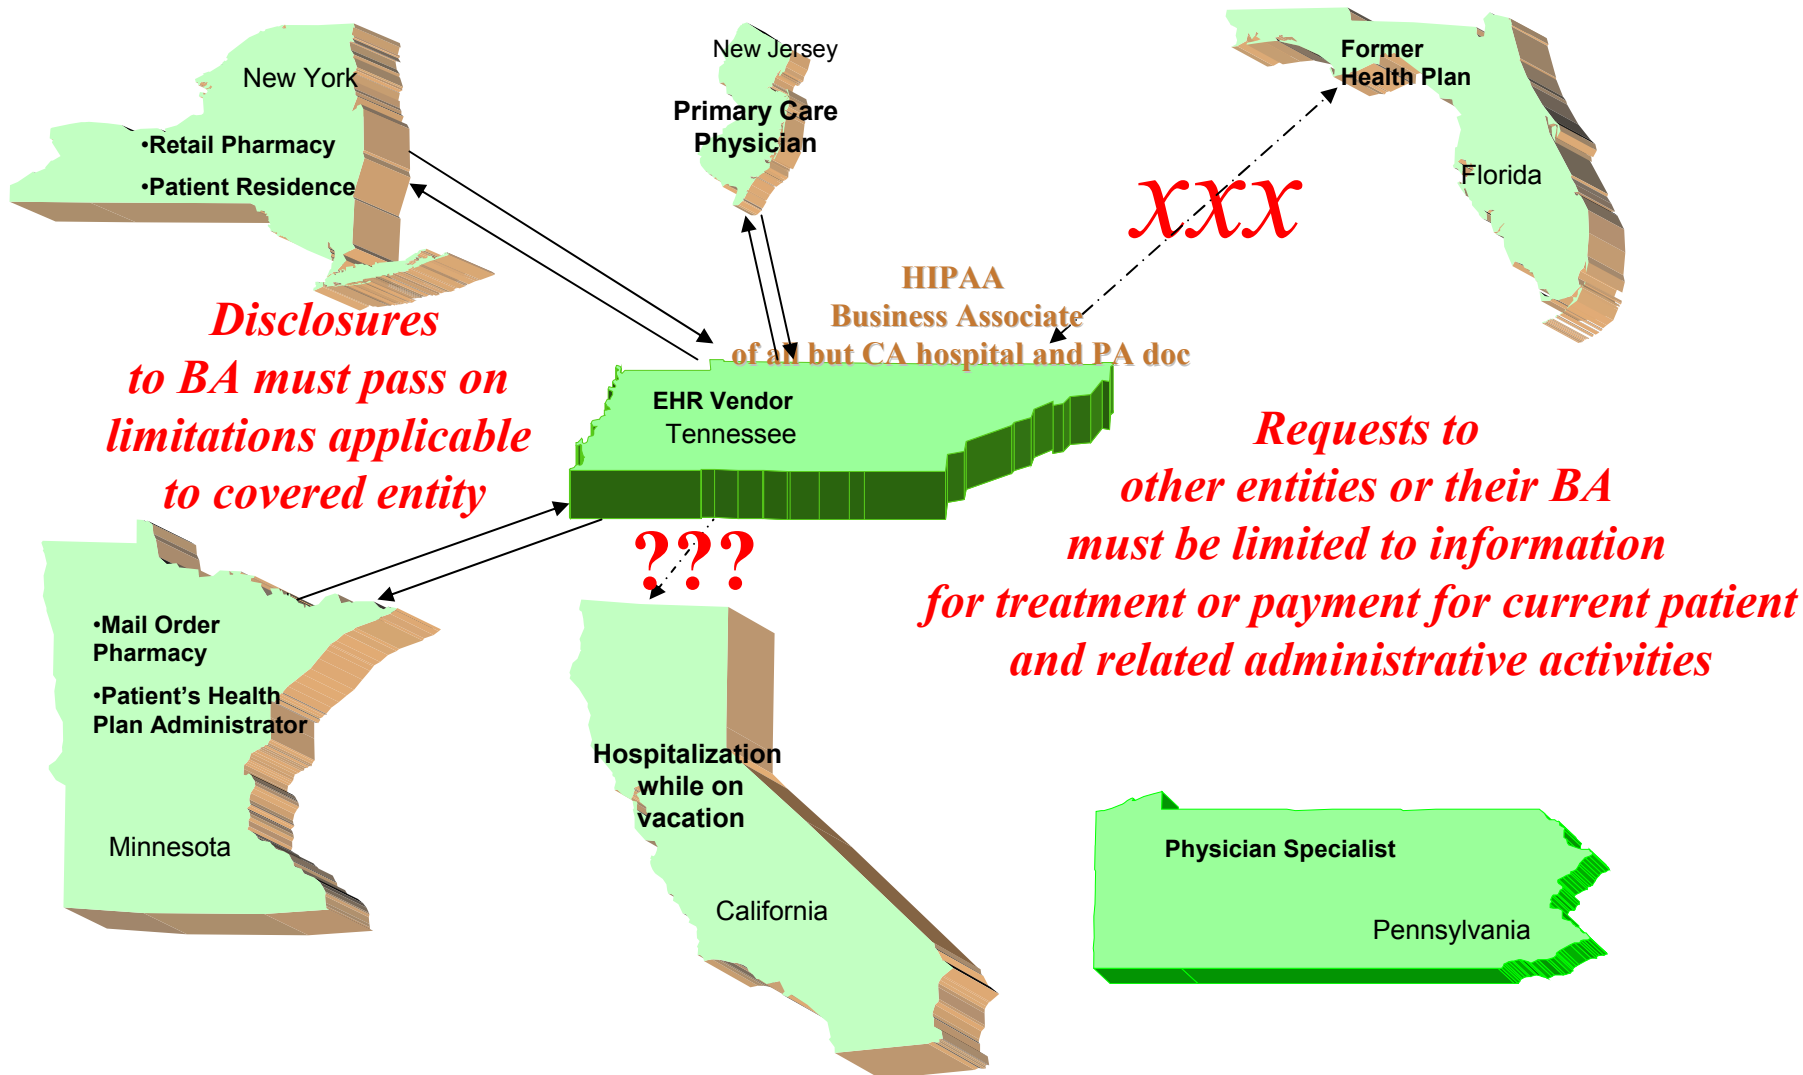 New York
•Retail Pharmacy
•Patient Residence
New Jersey
Primary Care
Physician
Former
Health Plan
Florida
xxx
HIPAA
Business Associate
of all but CA hospital and PA doc
Disclosures
to BA must pass on
limitations applicable
to covered entity
EHR Vendor
Tennessee
Requests to
other entities or their BA
must be limited to information
for treatment or payment for current patient
and related administrative activities
???
•Mail Order
Pharmacy
•Patient’s Health
Plan Administrator
Minnesota
Hospitalization
while on
vacation
California
Physician Specialist
Pennsylvania